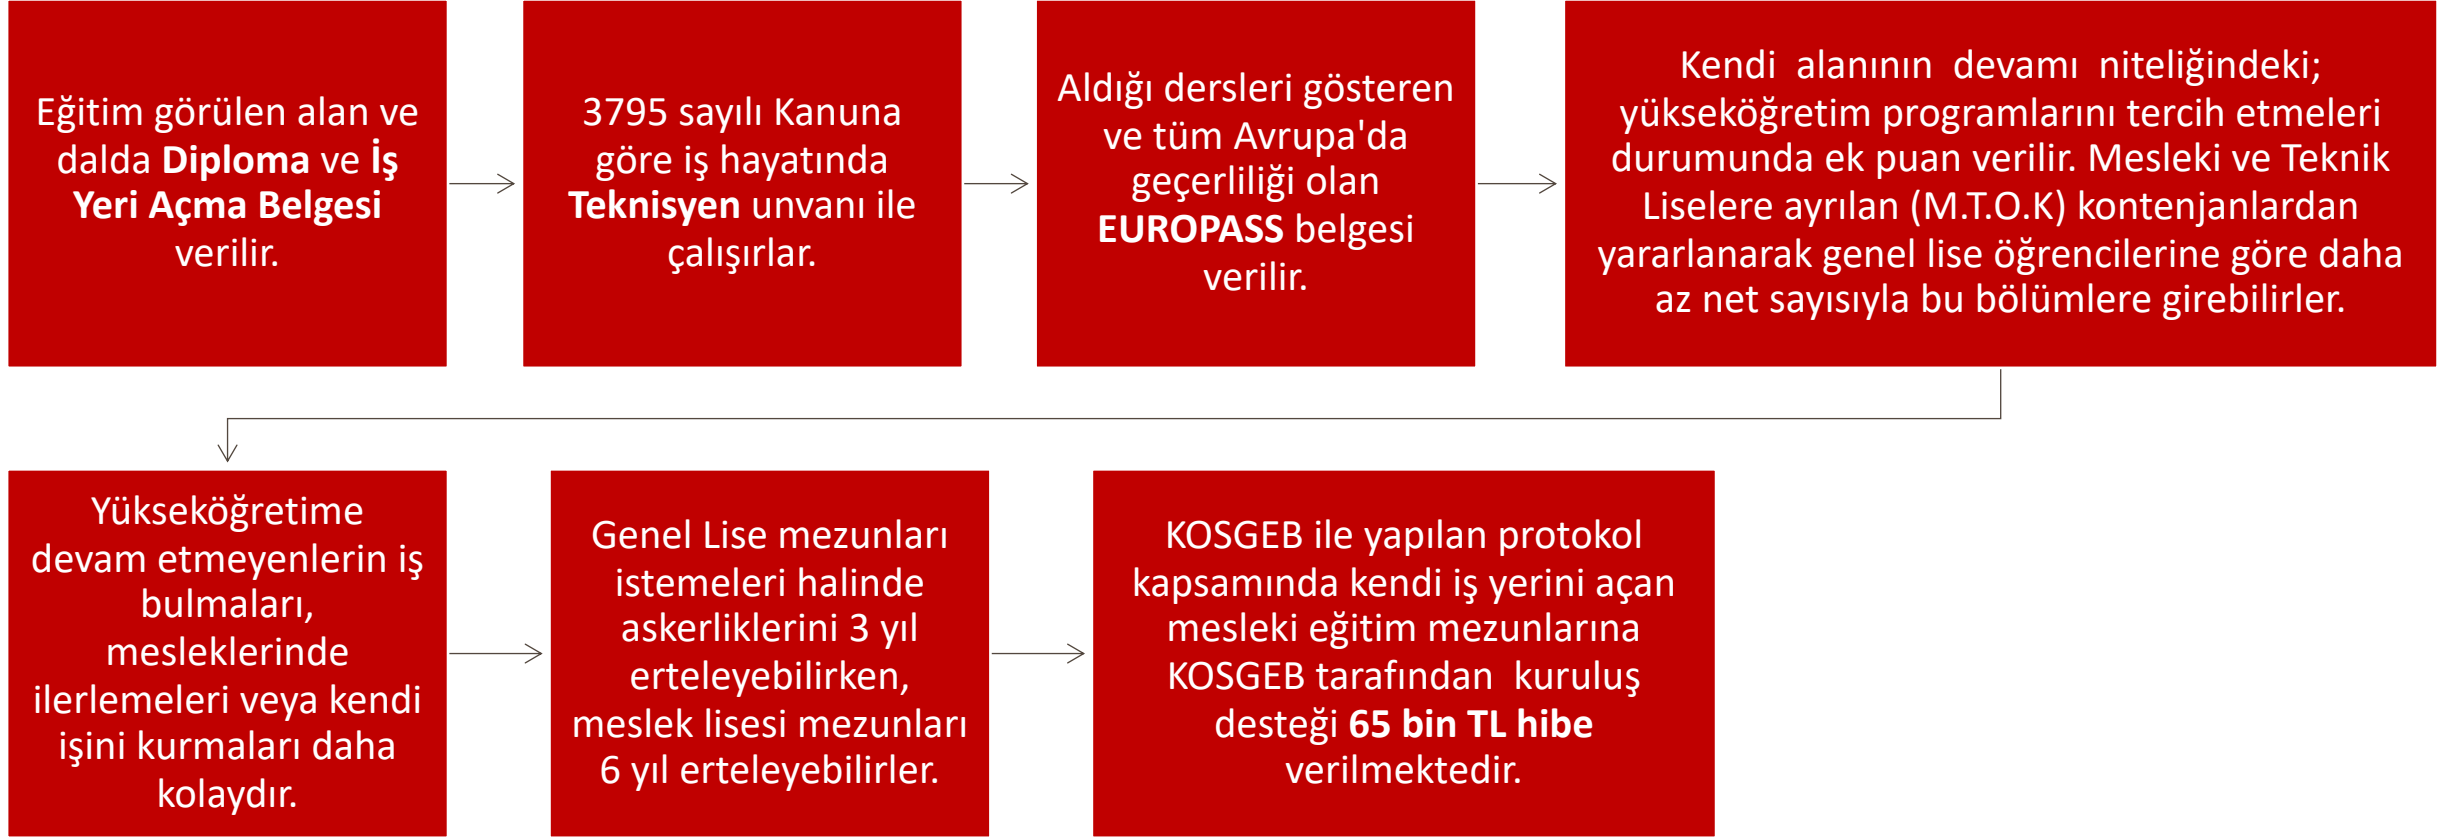 Eğitim görülen alan ve
dalda Diploma ve İş
Yeri Açma Belgesi
verilir.
3795 sayılı Kanuna
göre iş hayatında
Teknisyen unvanı ile
çalışırlar.
Aldığı dersleri gösteren
ve tüm Avrupa'da
geçerliliği olan
EUROPASS belgesi
verilir.
Kendi alanının devamı niteliğindeki;
yükseköğretim programlarını tercih etmeleri
durumunda ek puan verilir. Mesleki ve Teknik
Liselere ayrılan (M.T.O.K) kontenjanlardan
yararlanarak genel lise öğrencilerine göre daha
az net sayısıyla bu bölümlere girebilirler.
Yükseköğretime
devam etmeyenlerin iş
bulmaları,
mesleklerinde
ilerlemeleri veya kendi
işini kurmaları daha
kolaydır.
Genel Lise mezunları
istemeleri halinde
askerliklerini 3 yıl
erteleyebilirken,
meslek lisesi mezunları
6 yıl erteleyebilirler.
KOSGEB ile yapılan protokol
kapsamında kendi iş yerini açan
mesleki eğitim mezunlarına
KOSGEB tarafından kuruluş
desteği 65 bin TL hibe
verilmektedir.